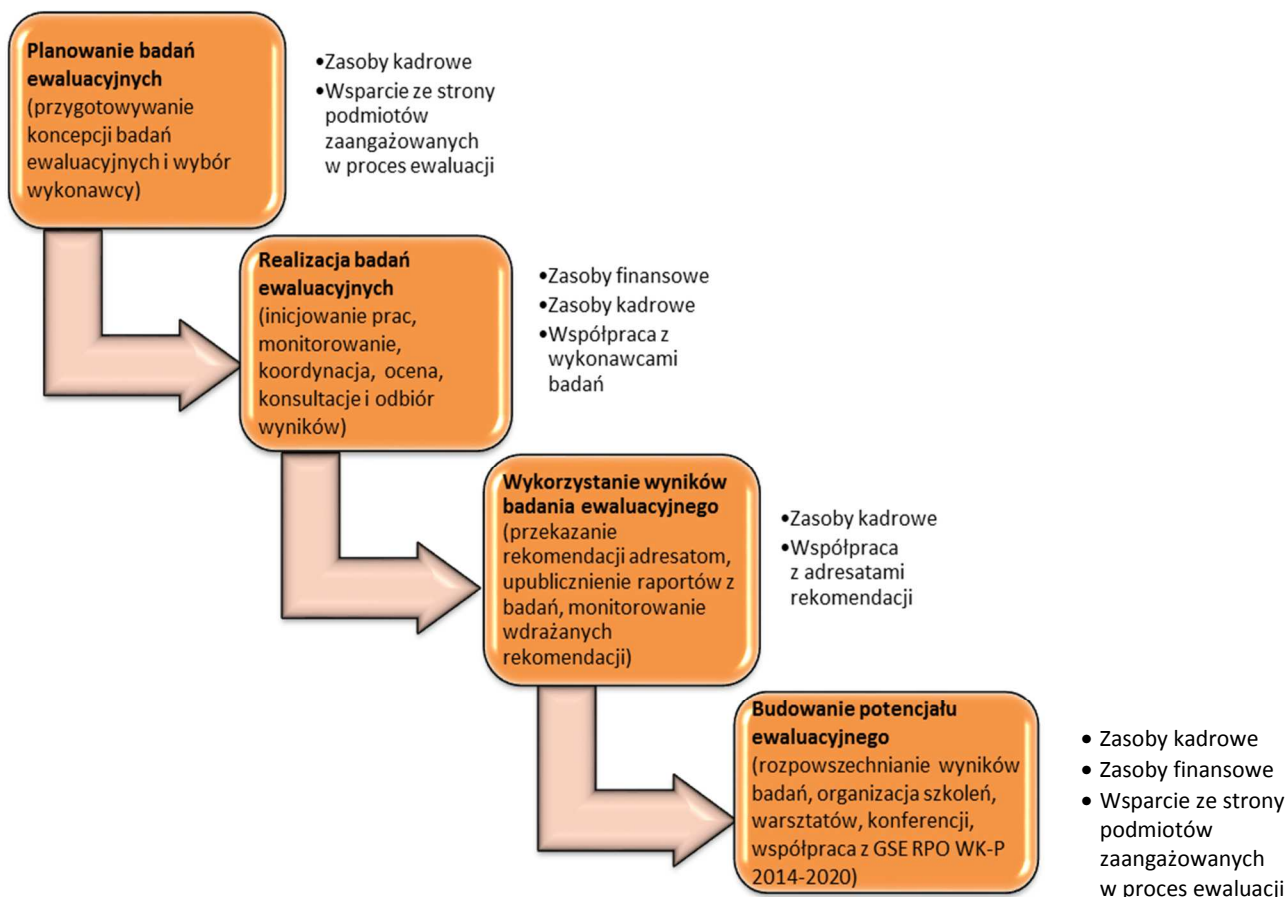 Planowanie badań
ewaluacyjnych
(przygotowywanie
koncepcji badań
ewaluacyjnych i wybór
wykonawcy)
•Zasoby kadrowe
•Wsparcie ze strony
podmiotów
zaangażowanych
w proces ewaluacji
Realizacja badań
ewaluacyjnych
(inicjowanie prac,
monitorowanie,
koordynacja, ocena,
konsultacje i odbiór
wyników)
•Zasoby finansowe
•Zasoby kadrowe
•Współpraca z
wykonawcami
badań
Wykorzystanie wyników
badania ewaluacyjnego
(przekazanie
rekomendacji adresatom,
upublicznienie raportów z
badań, monitorowanie
wdrażanych
rekomendacji)
•Zasoby kadrowe
•Współpraca
z adresatami
rekomendacji
Budowanie potencjału
ewaluacyjnego
(rozpowszechnianie wyników
badań, organizacja szkoleń,
warsztatów, konferencji,
współpraca z GSE RPO WK-P
2014-2020)
• Zasoby kadrowe
• Zasoby finansowe
• Wsparcie ze strony
podmiotów
zaangażowanych
w proces ewaluacji